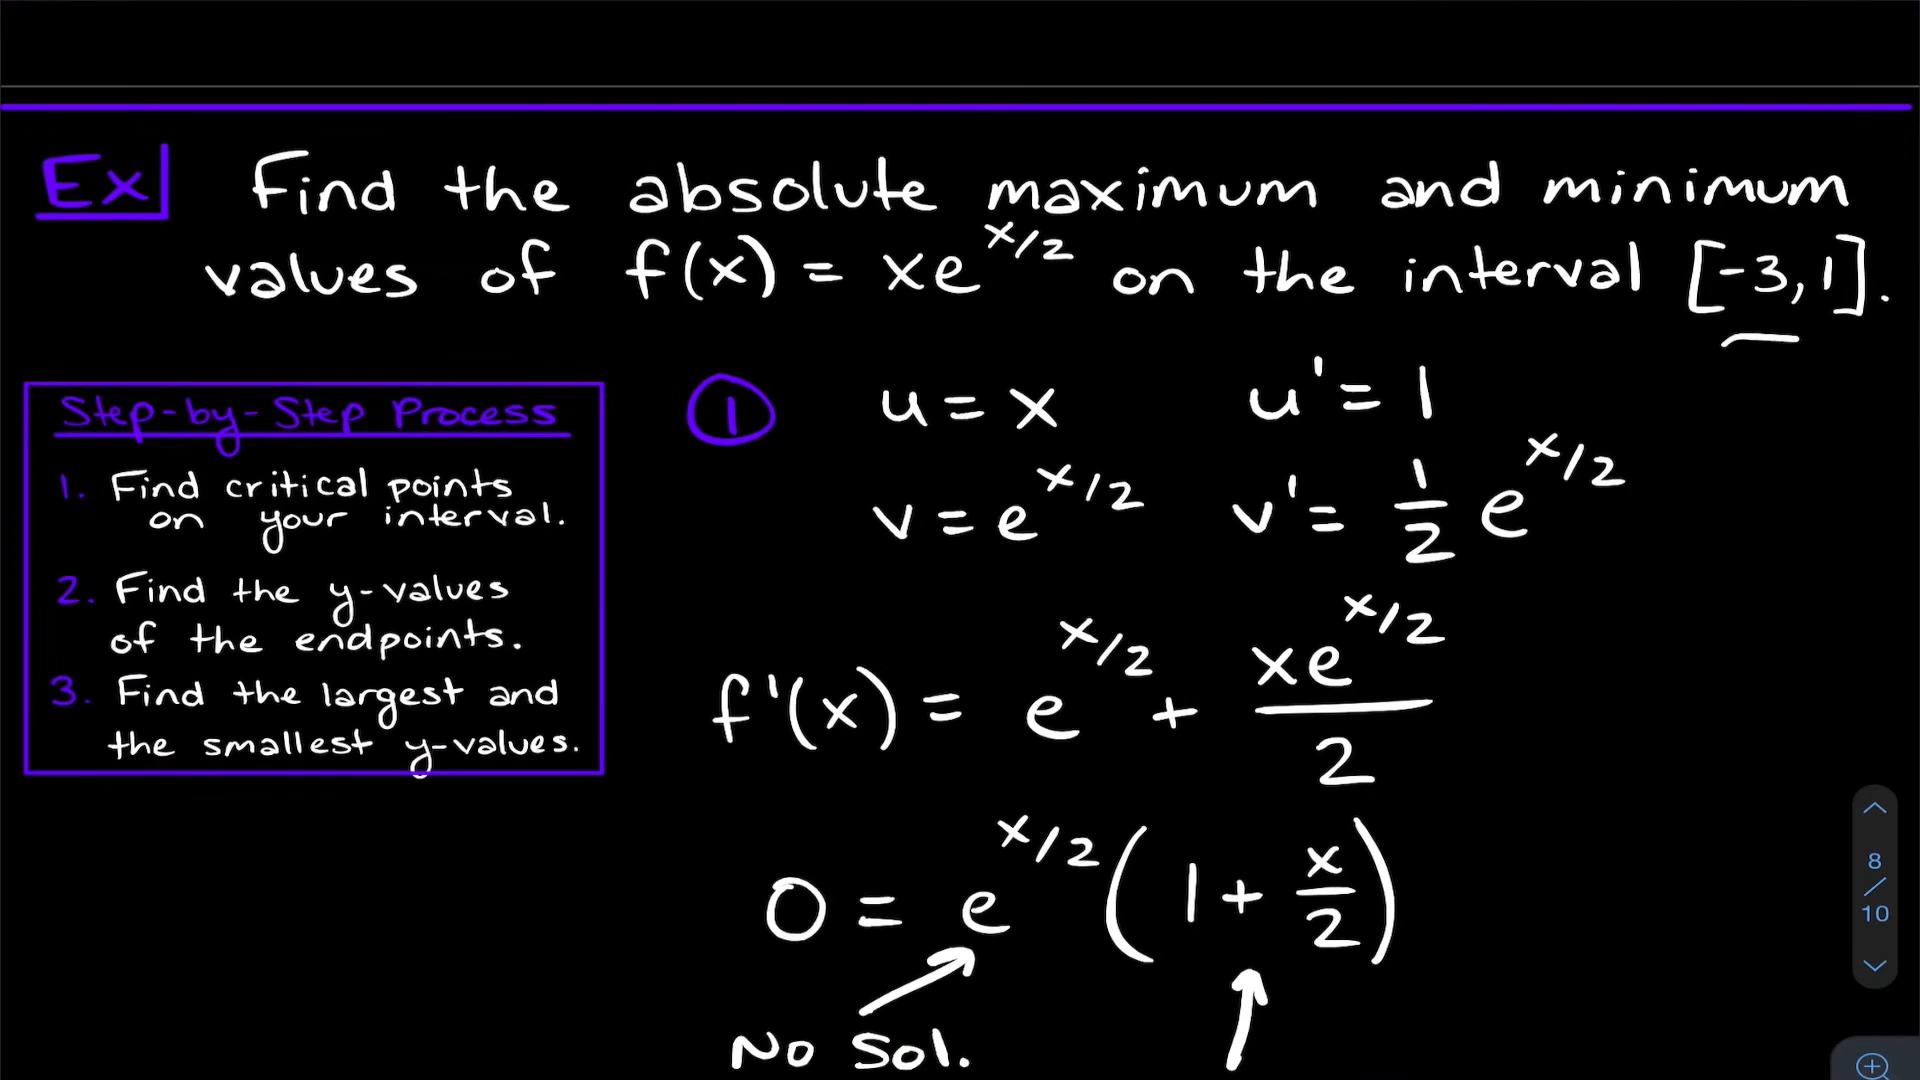 Ex Find the absolute maximum and minimum
values of f(x) = xe^{x/2} on the interval [-3, 1].
Step-by-Step Process
1. Find critical points
on your interval.
2. Find the y-values
of the endpoints.
3. Find the largest and
the smallest y-values.
① u = x u' = 1
v = e^{x/2} v' = \frac{1}{2} e^{x/2}
f'(x) = e^{x/2} + \frac{xe^{x/2}}{2}
0 = e^{x/2} (1 + \frac{x}{2})
No Sol.
8
/
10